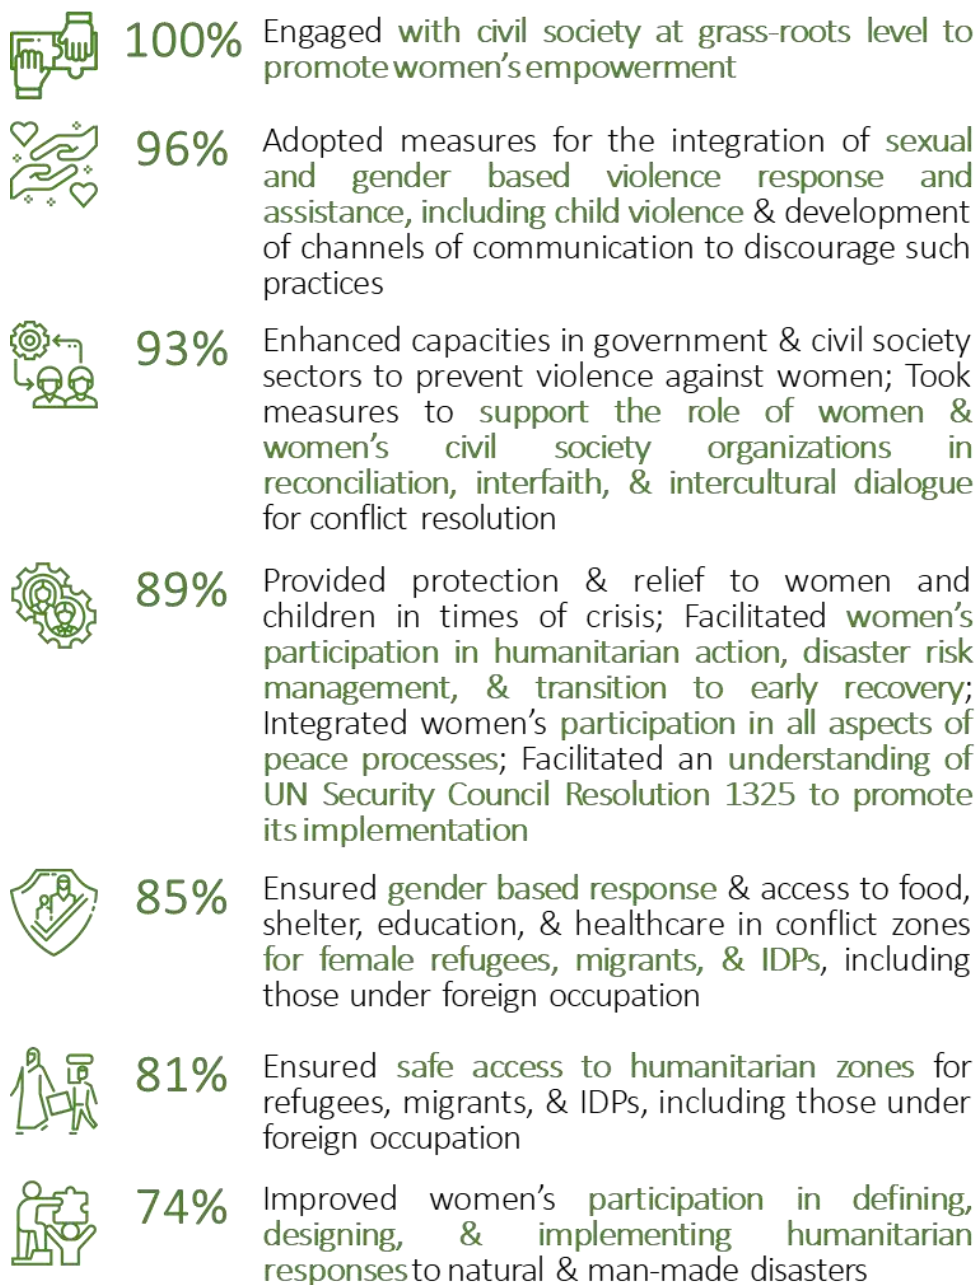 100% Engaged with civil society at grass-roots level to
promote women's empowerment
96% Adopted measures for the integration of sexual
and gender based violence response and
assistance, including child violence & development
of channels of communication to discourage such
practices
93% Enhanced capacities in government & civil society
sectors to prevent violence against women; Took
measures to support the role of women &
women's civil society organizations in
reconciliation, interfaith, & intercultural dialogue
for conflict resolution
89% Provided protection & relief to women and
children in times of crisis; Facilitated women's
participation in humanitarian action, disaster risk
management, & transition to early recovery;
Integrated women's participation in all aspects of
peace processes; Facilitated an understanding of
UN Security Council Resolution 1325 to promote
its implementation
85% Ensured gender based response & access to food,
shelter, education, & healthcare in conflict zones
for female refugees, migrants, & IDPs, including
those under foreign occupation
81% Ensured safe access to humanitarian zones for
refugees, migrants, & IDPs, including those under
foreign occupation
74% Improved women's participation in defining,
designing, & implementing humanitarian
responses to natural & man-made disasters